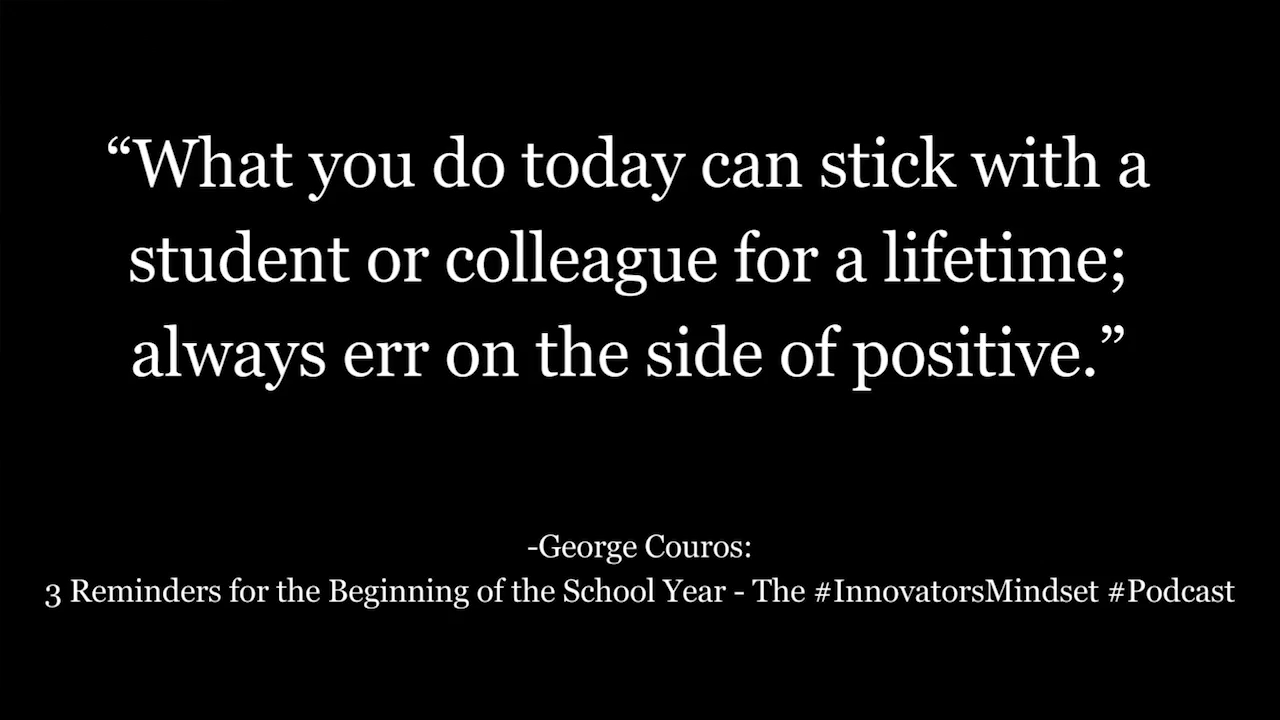 “What you do today can stick with a
student or colleague for a lifetime;
always err on the side of positive.”
-George Couros:
3 Reminders for the Beginning of the School Year - The #InnovatorsMindset #Podcast